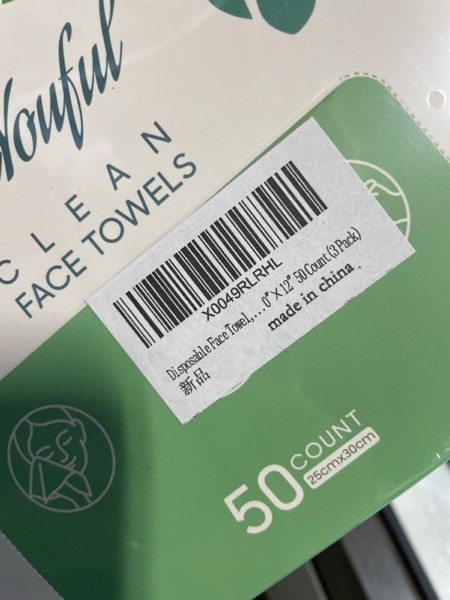 Youful
CLEAN
FACE TOWELS
X0049RLRHL
Disposable Face Towel,...0" X 12" 50 Count (3 Pack)
新品
made in china
50 COUNT
25cmx30cm